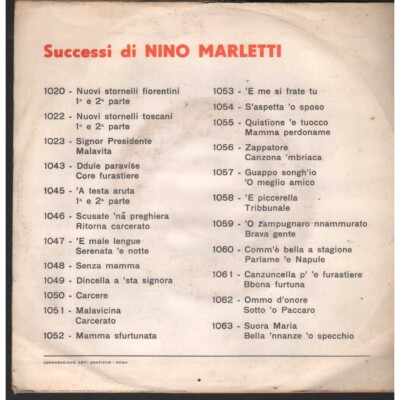 Successi di NINO MARLETTI
1020 - Nuovi stornelli fiorentini
1ª e 2ª parte
1022 - Nuovi stornelli toscani
1ª e 2ª parte
1023 - Signor Presidente
Malavita
1043 - Dduie paravise
Core furastiere
1045 - 'A testa aruta
1ª e 2ª parte
1046 - Scusate 'na preghiera
Ritorna carcerato
1047 - 'E male lengue
Serenata 'e notte
1048 - Senza mamma
1049 - Dincella a 'sta signora
1050 - Carcere
1051 - Malavicina
Carcerato
1052 - Mamma sfurtunata
1053 - 'E me si frate tu
1054 - S'aspetta 'o sposo
1055 - Quistione 'e tuocco
Mamma perdoname
1056 - Zappatore
Canzona 'mbriaca
1057 - Guappo songh'io
'O meglio amico
1058 - 'E piccerella
Tribbunale
1059 - 'O zampugnaro nnammurato
Brava gente
1060 - Comm'è bella a stagione
Parlame 'e Napule
1061 - Canzuncella p' 'e furastiere
Bbona furtuna
1062 - Ommo d'onore
Sotto 'o Paccaro
1063 - Suora Maria
Bella 'nnanze 'o specchio
CORPORAZIONE ARTI GRAFICHE - ROMA